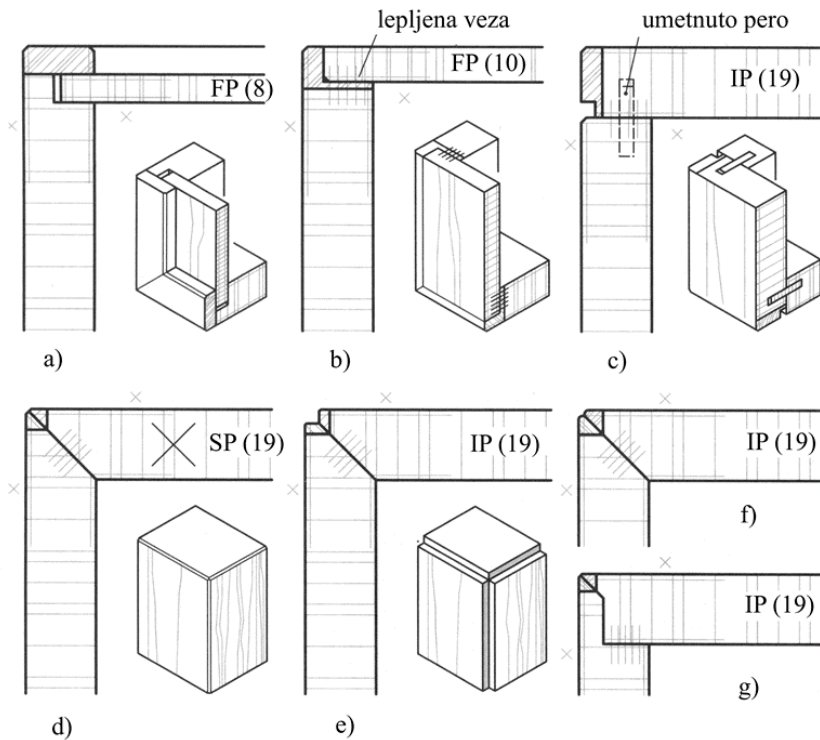 lepljena veza
umetnuto pero
FP (8)
FP (10)
IP (19)
a)
b)
c)
SP (19)
IP (19)
IP (19)
f)
IP (19)
d)
e)
g)